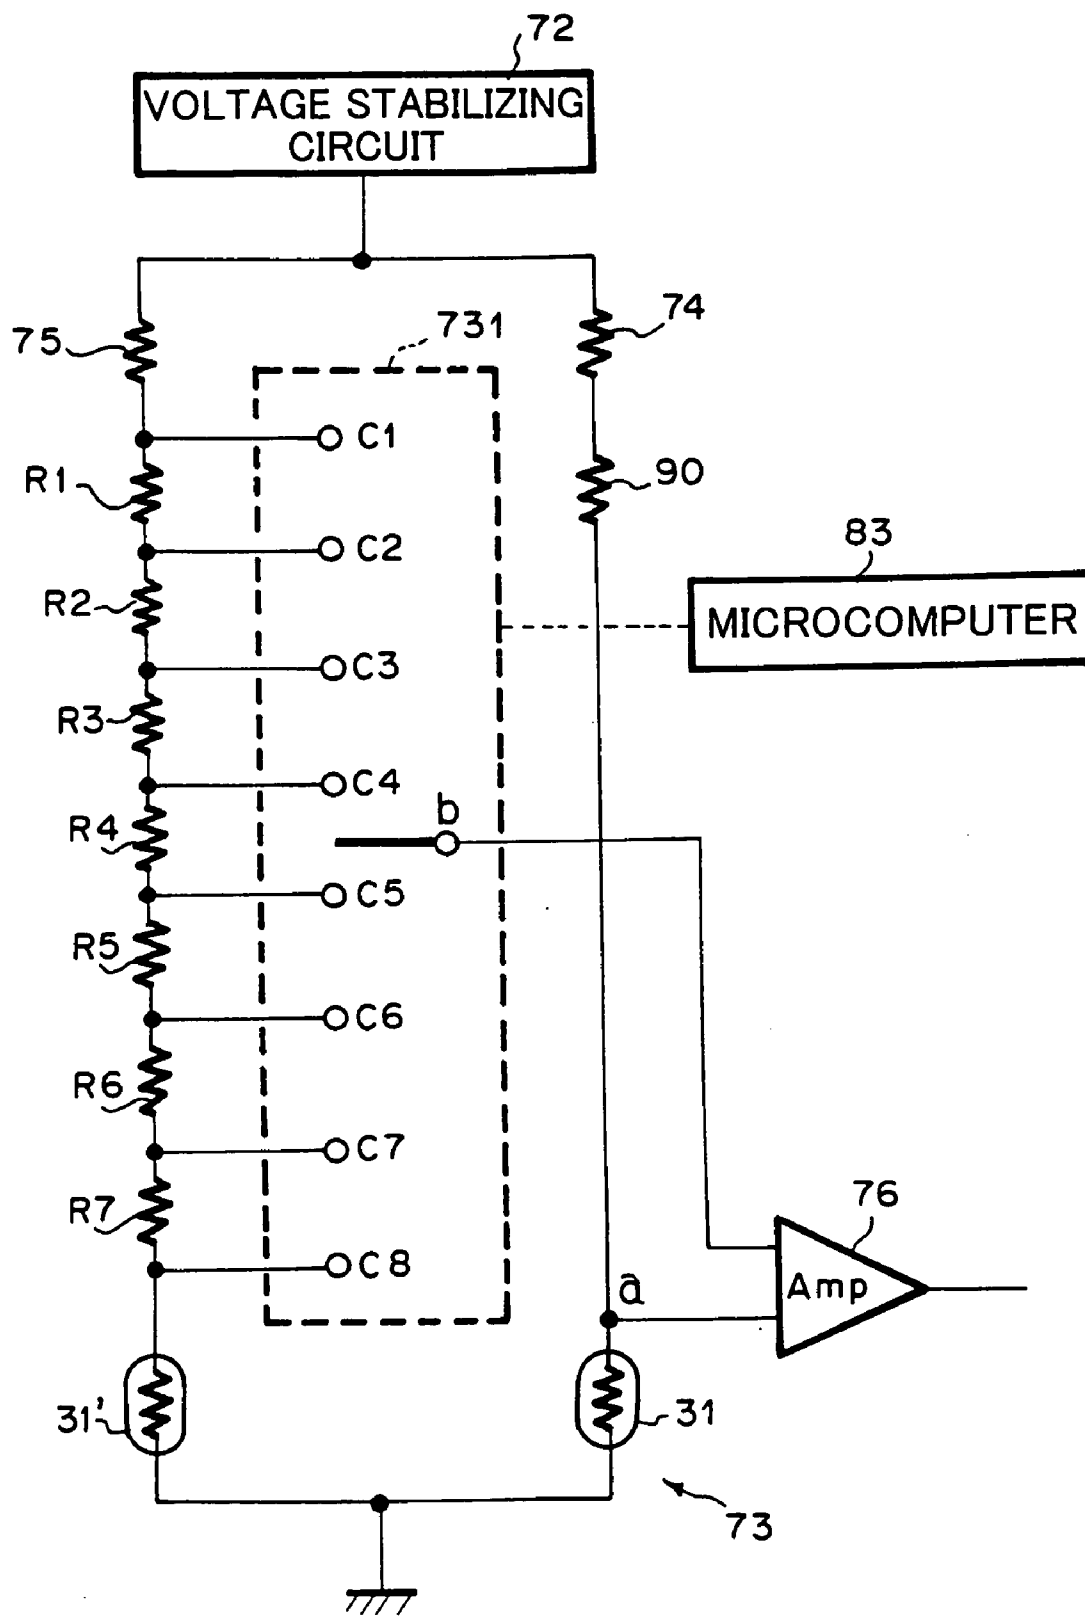 72
VOLTAGE STABILIZING
CIRCUIT
74
75
731
C1
R1
90
C2
83
R2
MICROCOMPUTER
C3
R3
C4
b
R4
C5
R5
C6
R6
C7
R7
76
C8
a
Amp
31'
31
73